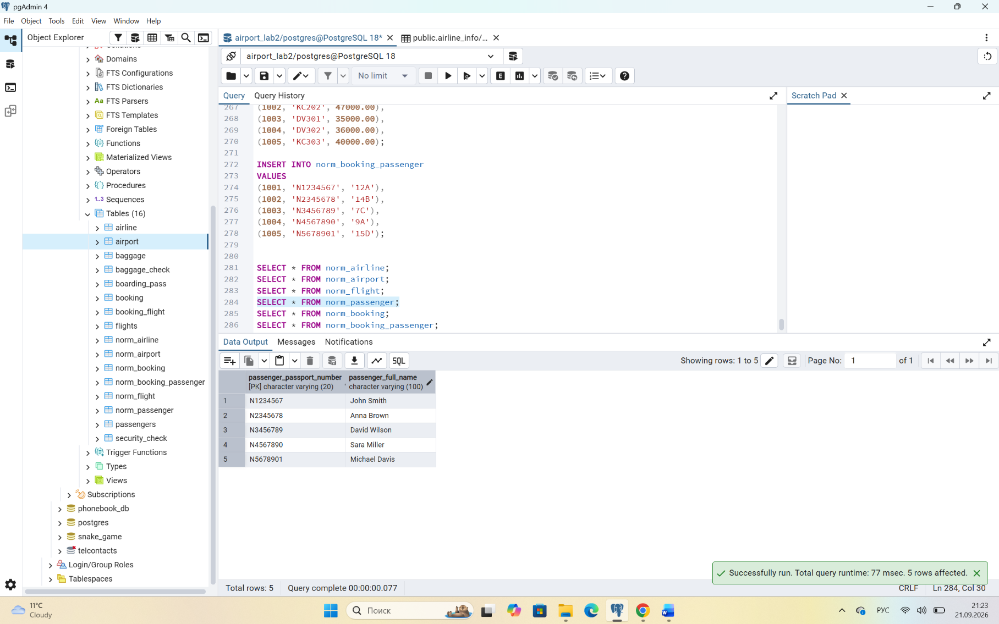 pgAdmin 4
File Object Tools Edit View Window Help
Object Explorer
airport_lab2/postgres@PostgreSQL 18*
public.airline_info/...
airport_lab2/postgres@PostgreSQL 18
No limit
E
Query Query History
Scratch Pad
Domains
FTS Configurations
FTS Dictionaries
Aa FTS Parsers
FTS Templates
Foreign Tables
Functions
Materialized Views
Operators
Procedures
1..3 Sequences
Tables (16)
airline
airport
baggage
baggage_check
boarding_pass
booking
booking_flight
flights
norm_airline
norm_airport
norm_booking
norm_booking_passenger
norm_flight
norm_passenger
passengers
security_check
Trigger Functions
Types
Views
Subscriptions
phonebook_db
postgres
snake_game
telcontacts
Login/Group Roles
Tablespaces
267 (1002, 'KC202', 47000.00),
268 (1003, 'DV301', 35000.00),
269 (1004, 'DV302', 36000.00),
270 (1005, 'KC303', 40000.00);
271
272 INSERT INTO norm_booking_passenger
273 VALUES
274 (1001, 'N1234567', '12A'),
275 (1002, 'N2345678', '14B'),
276 (1003, 'N3456789', '7C'),
277 (1004, 'N4567890', '9A'),
278 (1005, 'N5678901', '15D');
279
280
281 SELECT * FROM norm_airline;
282 SELECT * FROM norm_airport;
283 SELECT * FROM norm_flight;
284 SELECT * FROM norm_passenger;
285 SELECT * FROM norm_booking;
286 SELECT * FROM norm_booking_passenger;
Data Output Messages Notifications
SQL
Showing rows: 1 to 5
Page No: 1 of 1
passenger_passport_number passenger_full_name
[PK] character varying (20) character varying (100)
1 N1234567 John Smith
2 N2345678 Anna Brown
3 N3456789 David Wilson
4 N4567890 Sara Miller
5 N5678901 Michael Davis
Successfully run. Total query runtime: 77 msec. 5 rows affected.
Total rows: 5 Query complete 00:00:00.077
CRLF Ln 284, Col 30
11°C
Cloudy
Поиск
РУС
21:23
21.09.2026